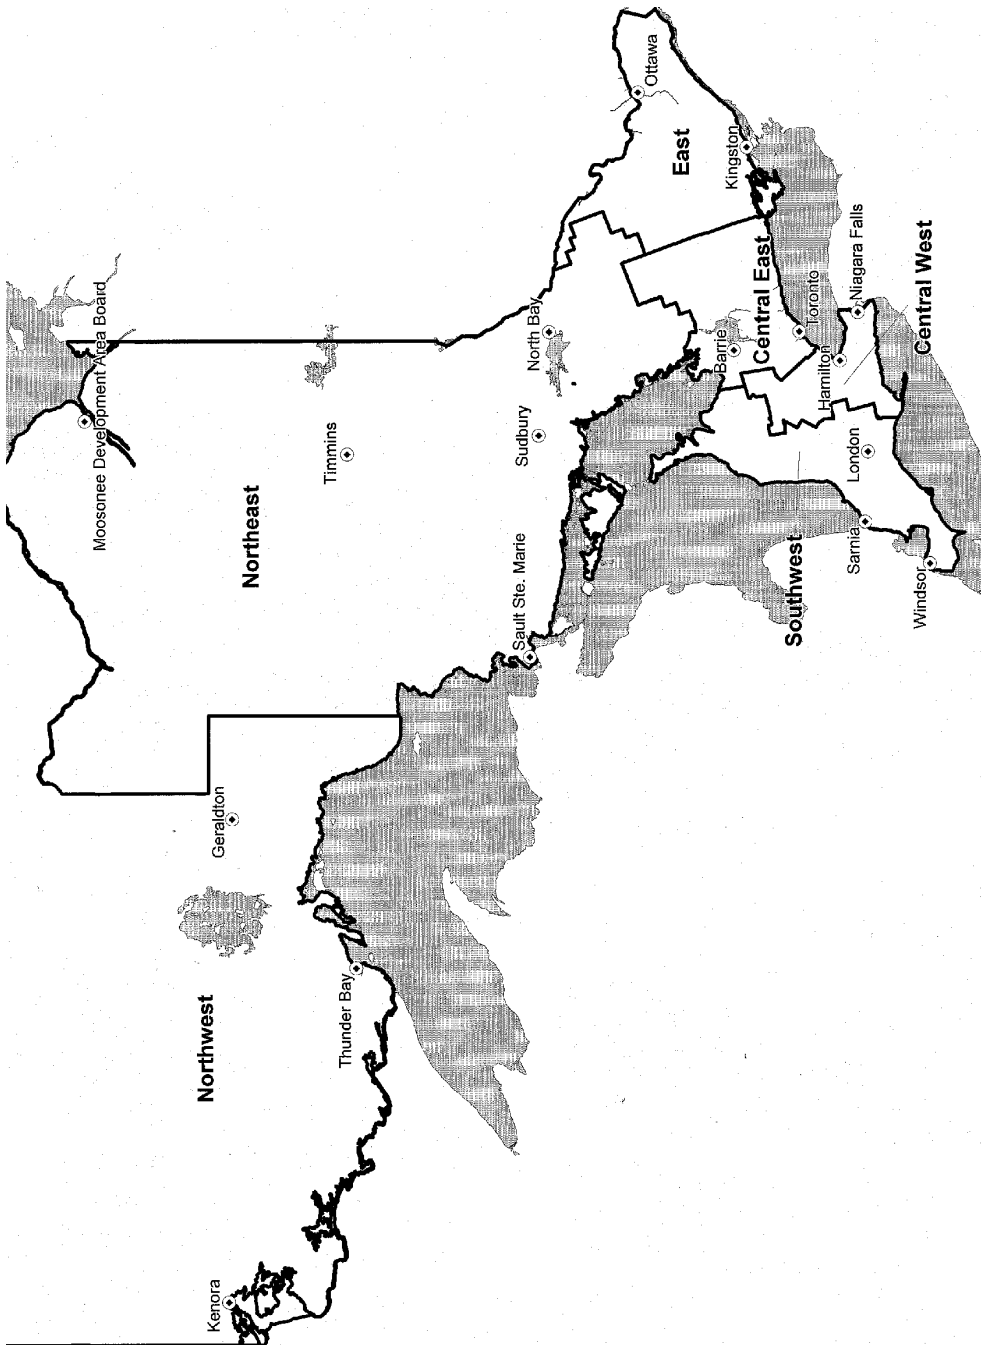 Moosonee Development Area Board
Northeast
Timmins
Northwest
Geraldton
Kenora
Thunder Bay
Sault Ste. Marie
Sudbury
North Bay
Ottawa
East
Kingston
Central East
Barrie
Toronto
Hamilton
Niagara Falls
Central West
Southwest
London
Sarnia
Windsor